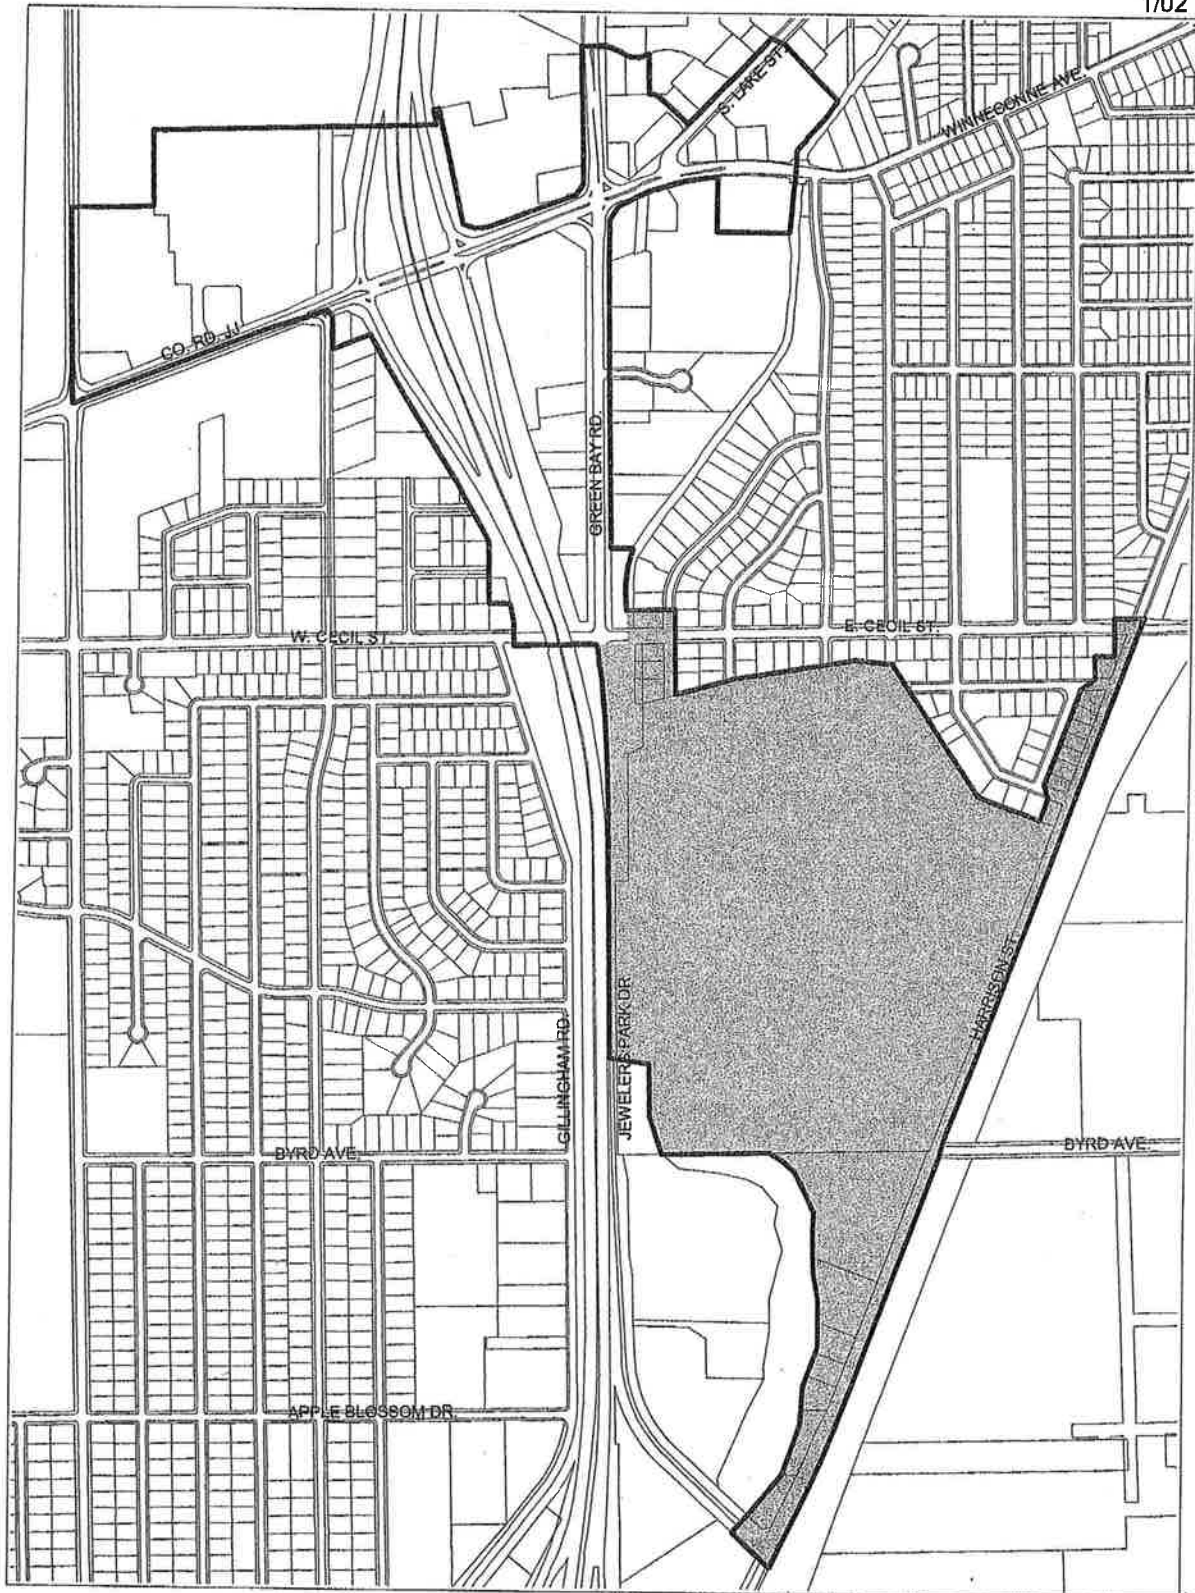 1/02
S. LAKE ST.
WINNECONNE AVE.
CO. RD. JJ
GREEN BAY RD.
W. CECIL ST.
E. CECIL ST.
HARRISON ST.
JEWELERS PARK DR
GILLINGHAM RD.
BYRD AVE.
BYRD AVE.
APPLE BLOSSOM DR.